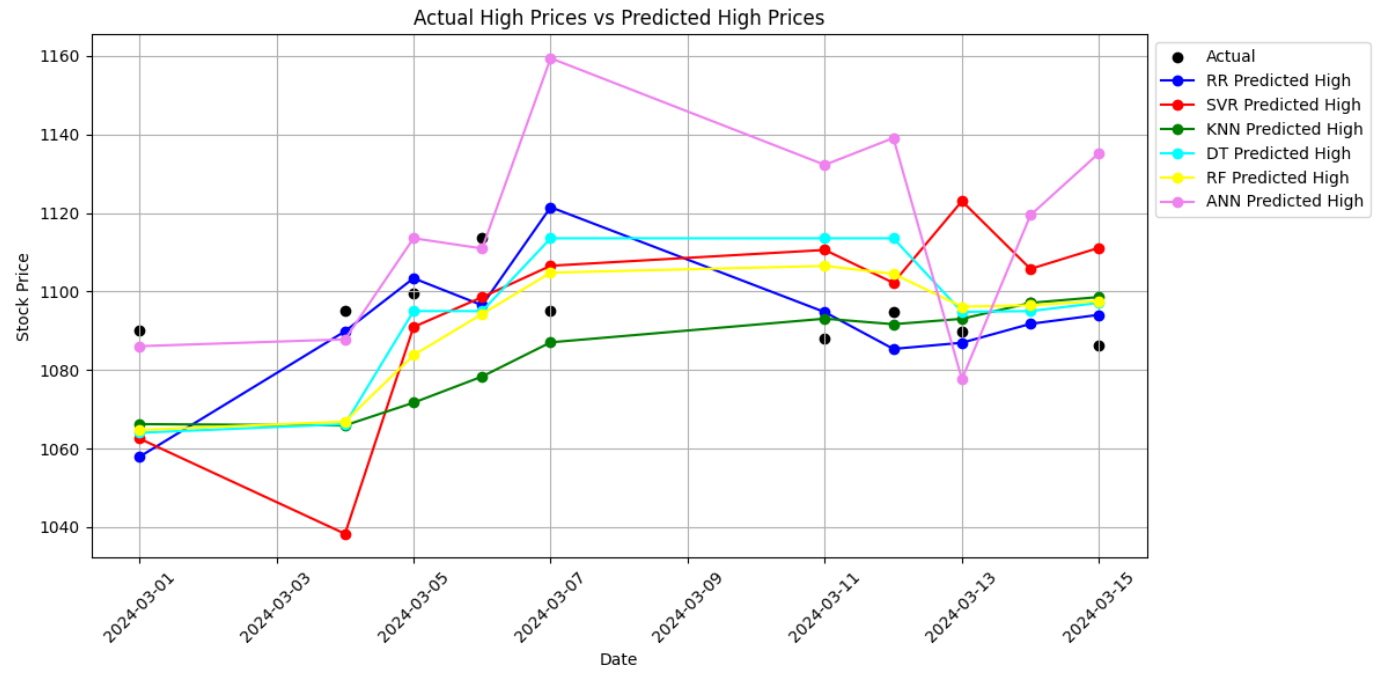 Actual High Prices vs Predicted High Prices
Stock Price
1160
1140
1120
1100
1080
1060
1040
2024-03-01
2024-03-03
2024-03-05
2024-03-07
2024-03-09
2024-03-11
2024-03-13
2024-03-15
Date
Actual
RR Predicted High
SVR Predicted High
KNN Predicted High
DT Predicted High
RF Predicted High
ANN Predicted High